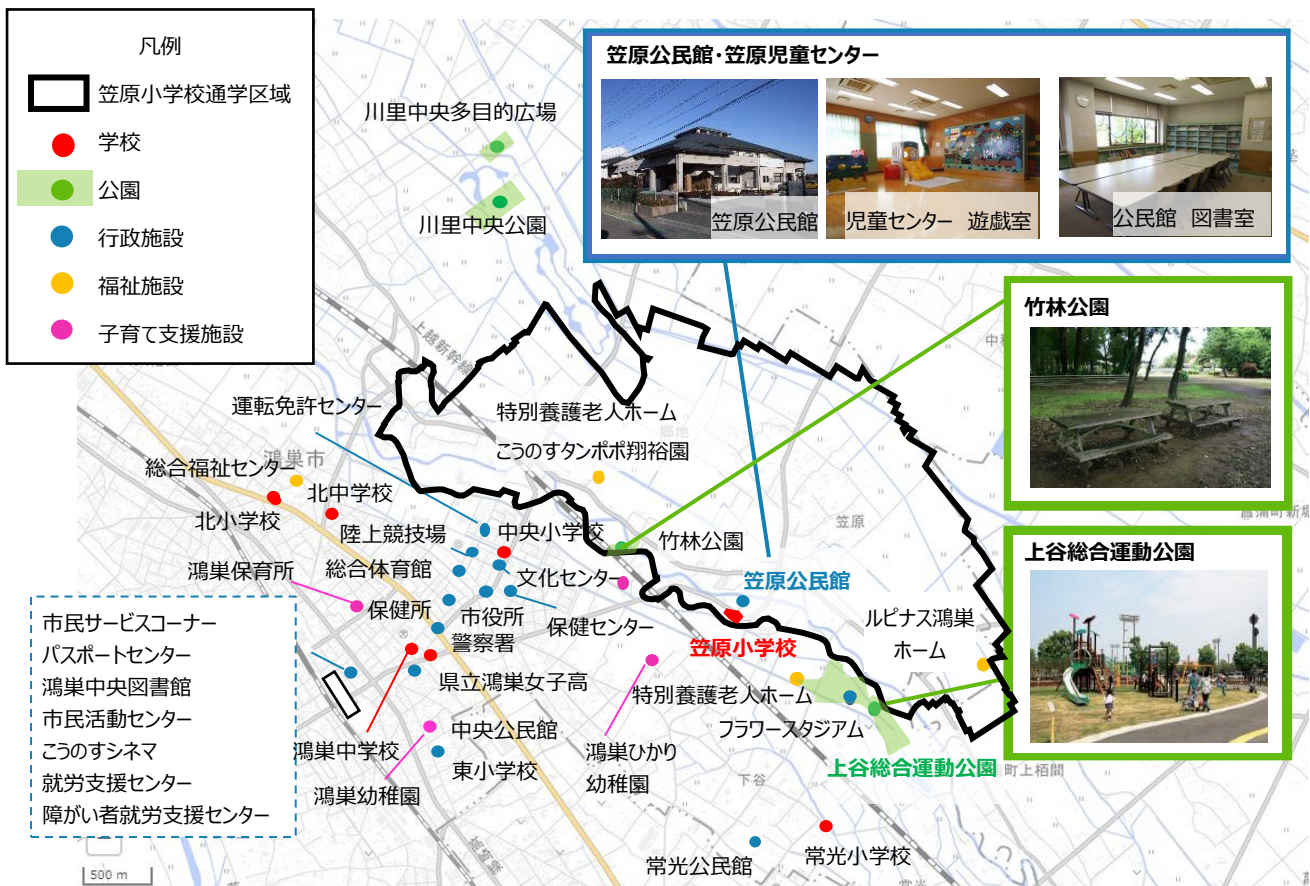 凡例
笠原小学校通学区域
学校
公園
行政施設
福祉施設
子育て支援施設
笠原公民館・笠原児童センター
笠原公民館
児童センター 遊戯室
公民館 図書室
川里中央多目的広場
川里中央公園
竹林公園
上越新幹線
運転免許センター
特別養護老人ホーム
こうのすタンポポ翔裕園
郷地
鴻巣市
総合福祉センター
北中学校
北小学校
陸上競技場
中央小学校
竹林公園
笠原
菖蒲町新堀
上谷総合運動公園
総合体育館
文化センター
笠原公民館
鴻巣保育所
保健所
市役所
保健センター
ルピナス鴻巣
ホーム
警察署
笠原小学校
県立鴻巣女子高
特別養護老人ホーム
フラワースタジアム
市民サービスコーナー
パスポートセンター
鴻巣中央図書館
市民活動センター
こうのすシネマ
就労支援センター
障がい者就労支援センター
中央公民館
鴻巣中学校
東小学校
鴻巣ひかり
幼稚園
鴻巣幼稚園
上谷総合運動公園
下谷
町上栢間
常光公民館
常光小学校
常光
500 m